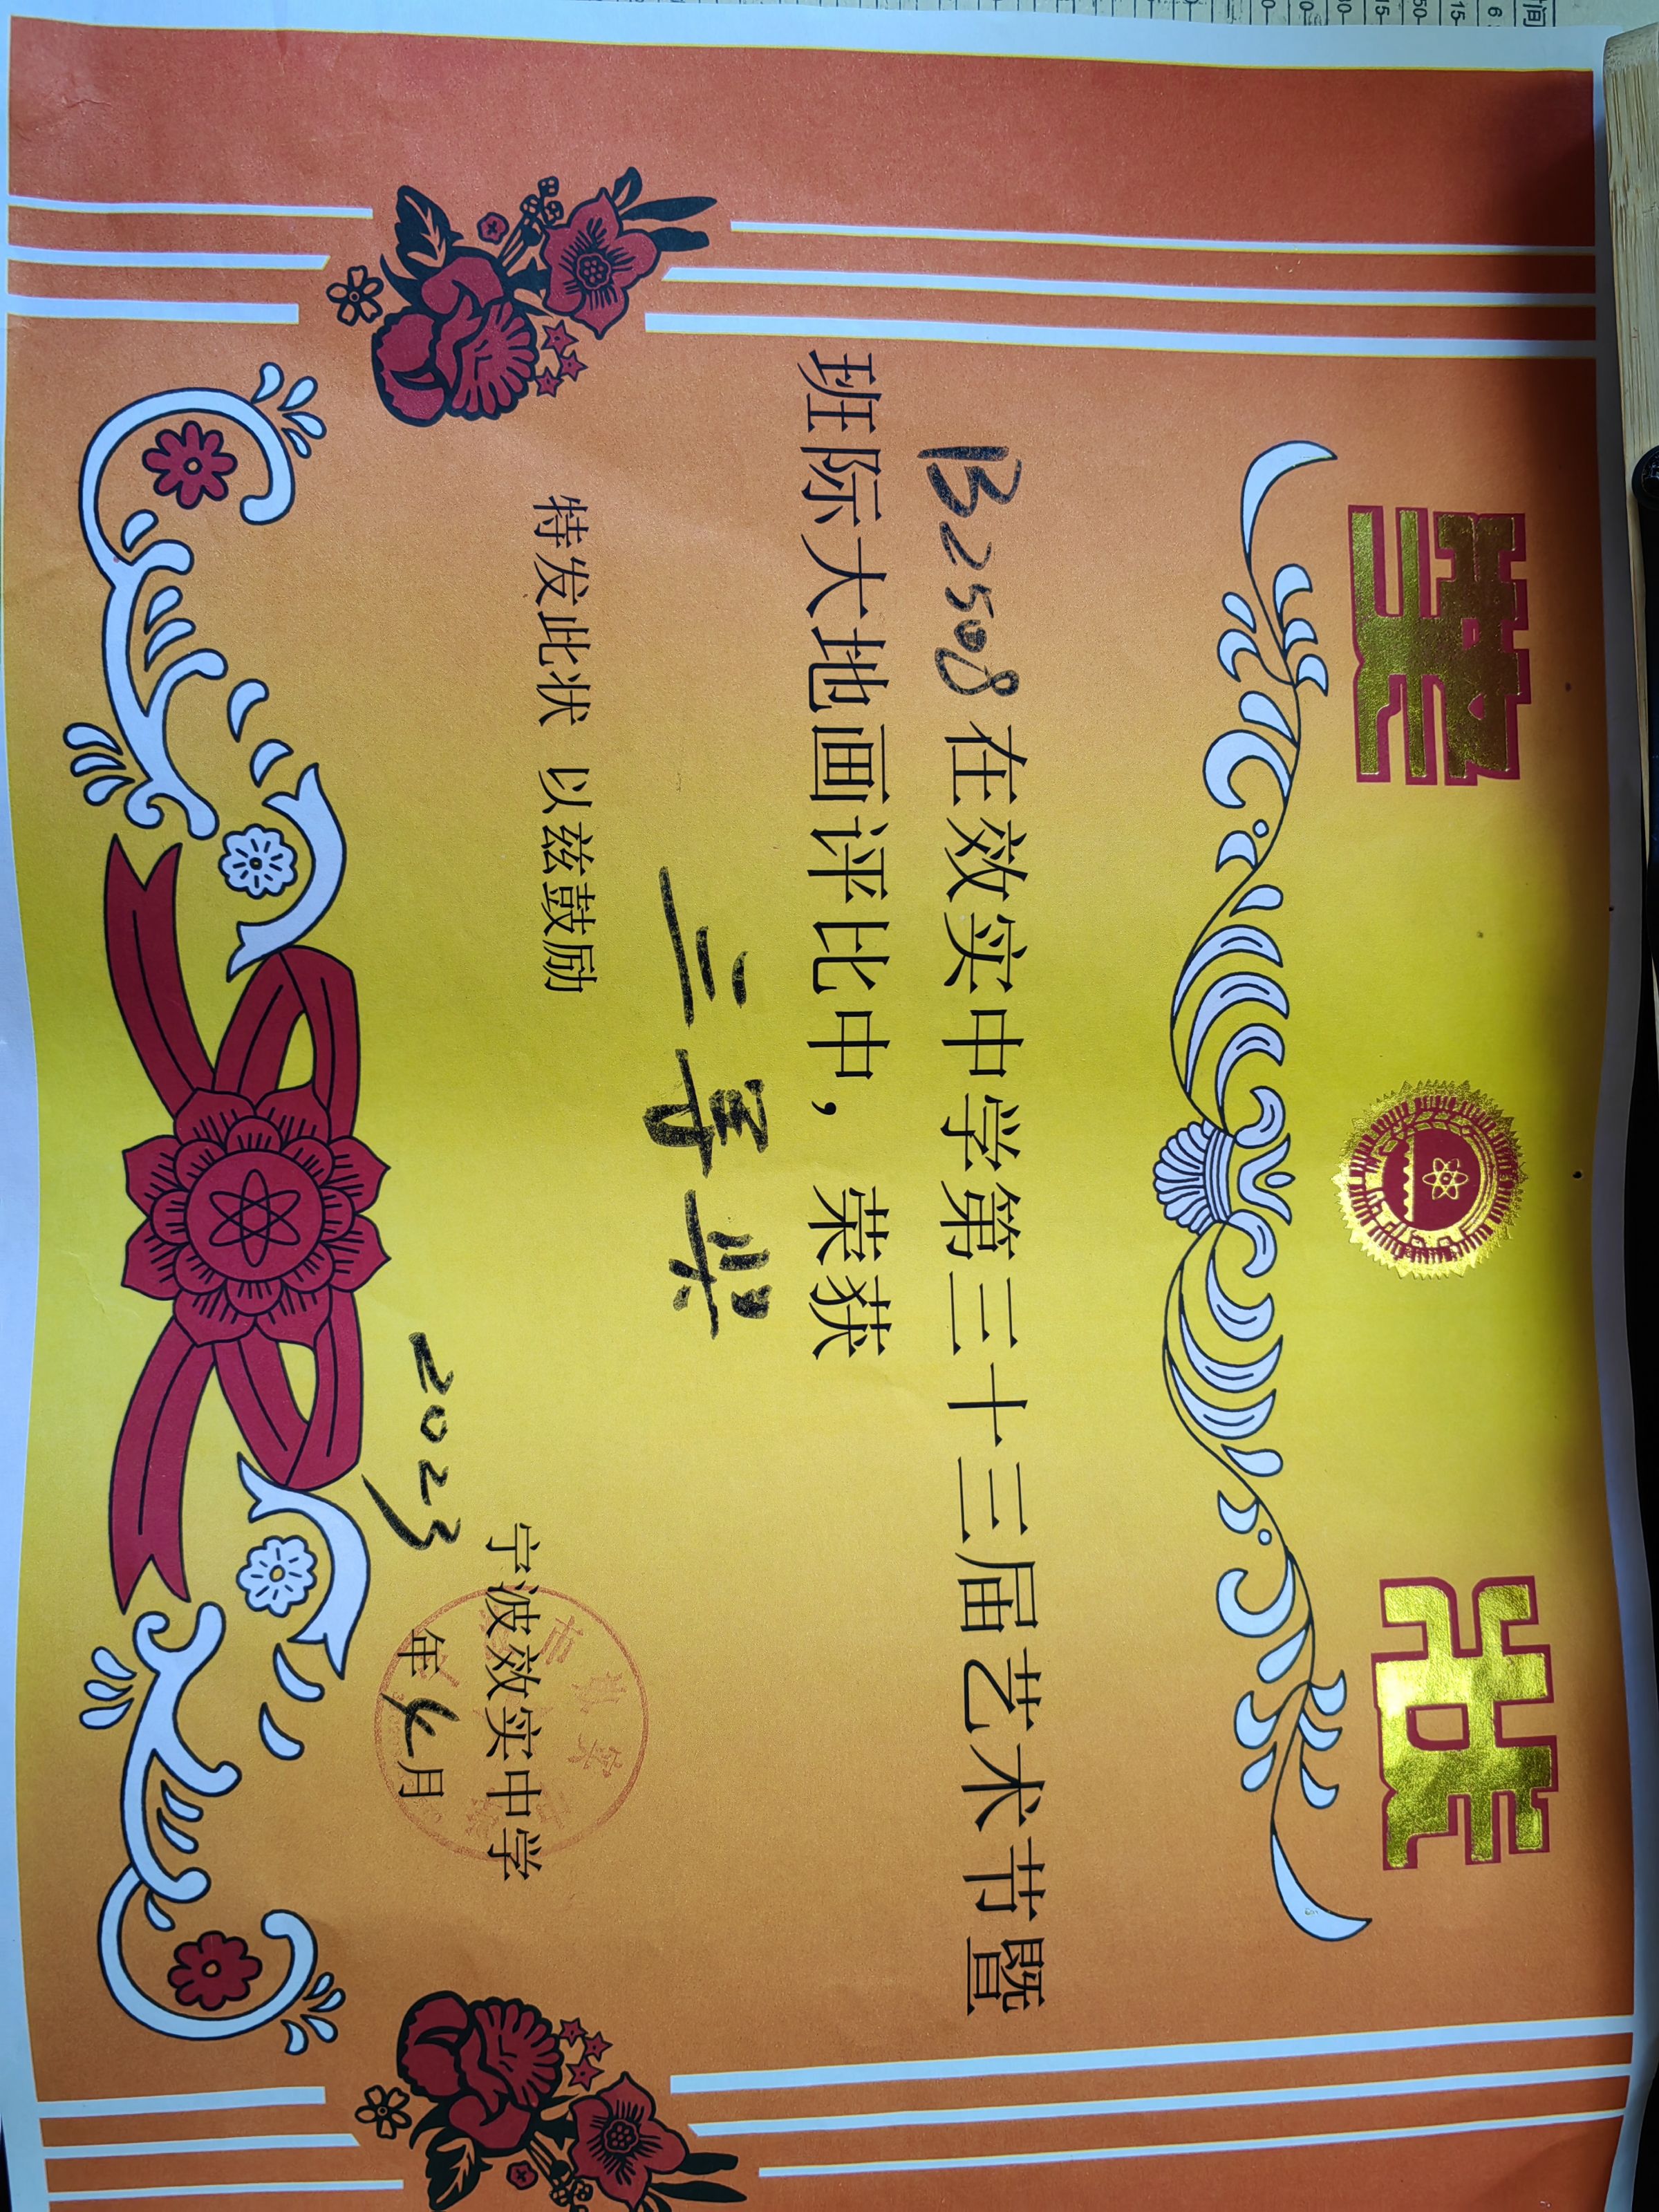 奖 状
B2508 在效实中学第三十三届艺术节暨
班际大地画评比中，荣获
三等奖
特发此状 以兹鼓励
宁波效实中学
2023 年 月